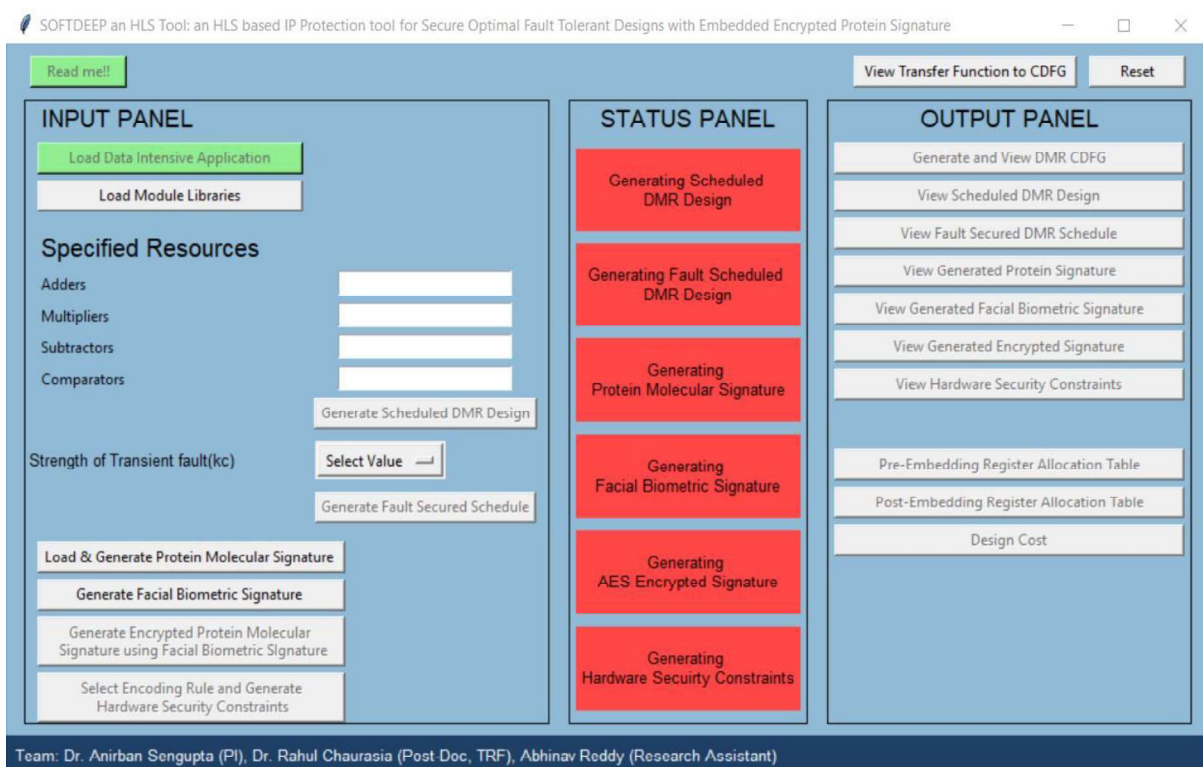 SOFTDEEP an HLS Tool: an HLS based IP Protection tool for Secure Optimal Fault Tolerant Designs with Embedded Encrypted Protein Signature
Read me!!
View Transfer Function to CDFG
Reset
INPUT PANEL
Load Data Intensive Application
Load Module Libraries
Specified Resources
Adders
Multipliers
Subtractors
Comparators
Generate Scheduled DMR Design
Strength of Transient fault(kc)
Select Value
Generate Fault Secured Schedule
Load & Generate Protein Molecular Signature
Generate Facial Biometric Signature
Generate Encrypted Protein Molecular
Signature using Facial Biometric SIgnature
Select Encoding Rule and Generate
Hardware Security Constraints
STATUS PANEL
Generating Scheduled
DMR Design
Generating Fault Scheduled
DMR Design
Generating
Protein Molecular Signature
Generating
Facial Biometric Signature
Generating
AES Encrypted Signature
Generating
Hardware Secuirty Constraints
OUTPUT PANEL
Generate and View DMR CDFG
View Scheduled DMR Design
View Fault Secured DMR Schedule
View Generated Protein Signature
View Generated Facial Biometric Signature
View Generated Encrypted Signature
View Hardware Security Constraints
Pre-Embedding Register Allocation Table
Post-Embedding Register Allocation Table
Design Cost
Team: Dr. Anirban Sengupta (PI), Dr. Rahul Chaurasia (Post-Doc, TRF), Abhinav Reddy (Research Assistant)